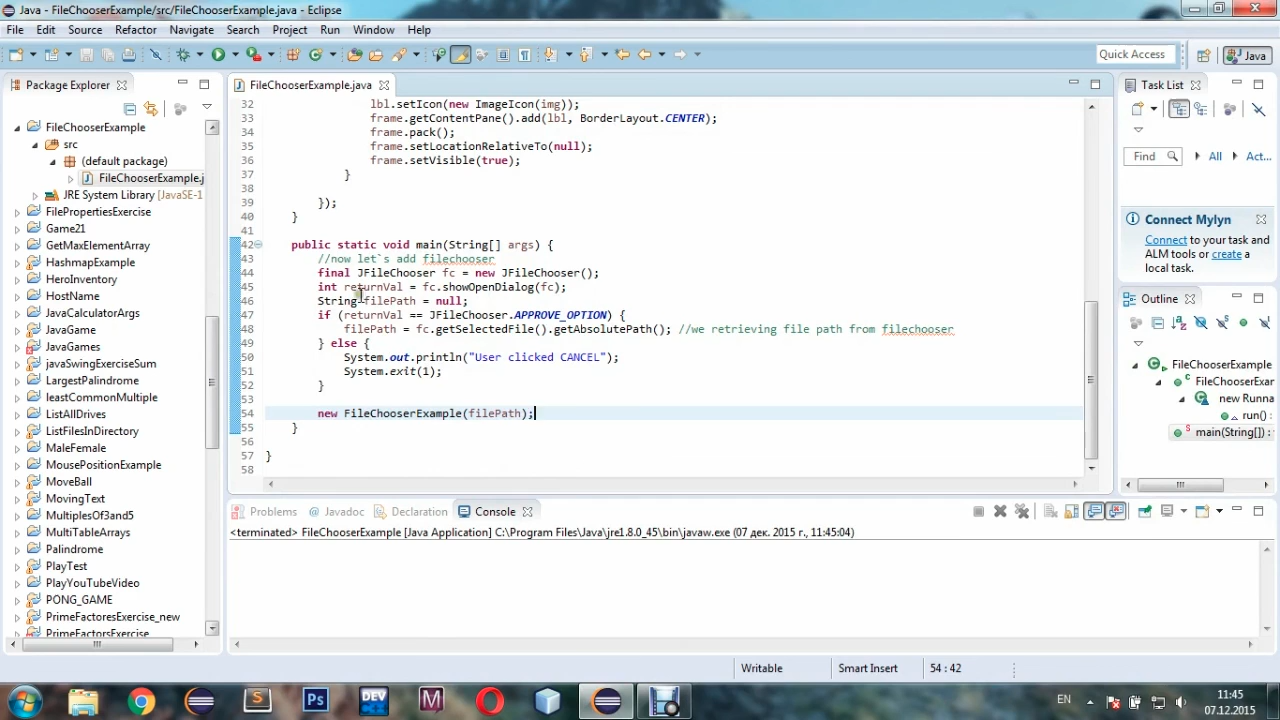 Java - FileChooserExample/src/FileChooserExample.java - Eclipse
File Edit Source Refactor Navigate Search Project Run Window Help
Quick Access
Java
Package Explorer
FileChooserExample
src
(default package)
FileChooserExample.j
JRE System Library [JavaSE-1
FilePropertiesExercise
Game21
GetMaxElementArray
HashmapExample
HeroInventory
HostName
JavaCalculatorArgs
JavaGame
JavaGames
javaSwingExerciseSum
LargestPalindrome
leastCommonMultiple
ListAllDrives
ListFilesInDirectory
MaleFemale
MousePositionExample
MoveBall
MovingText
Multiples0f3and5
MultiTableArrays
Palindrome
PlayTest
PlayYouTubeVideo
PONG_GAME
PrimeFactoresExercise_new
PrimeFactorsExercise
FileChooserExample.java
32 lbl.setIcon(new ImageIcon(img));
33 frame.getContentPane().add(lbl, BorderLayout.CENTER);
34 frame.pack();
35 frame.setLocationRelativeTo(null);
36 frame.setVisible(true);
37 }
38
39 });
40 }
41
42 public static void main(String[] args) {
43 //now let`s add filechooser
44 final JFileChooser fc = new JFileChooser();
45 int returnVal = fc.showOpenDialog(fc);
46 String filePath = null;
47 if (returnVal == JFileChooser.APPROVE_OPTION) {
48 filePath = fc.getSelectedFile().getAbsolutePath(); //we retrieving file path from filechooser
49 } else {
50 System.out.println("User clicked CANCEL");
51 System.exit(1);
52 }
53
54 new FileChooserExample(filePath);
55 }
56
57 }
58
Task List
Find All Act...
Connect Mylyn
Connect to your task and
ALM tools or create a
Outline
FileChooserExample
FileChooserExar
new Runna
run() :
main(String[]) : v
Problems Javadoc Declaration Console
<terminated> FileChooserExample [Java Application] C:\Program Files\Java\jre1.8.0_45\bin\javaw.exe (07 дек. 2015 г., 11:45:04)
Writable Smart Insert 54 : 42
EN 11:45
07.12.2015